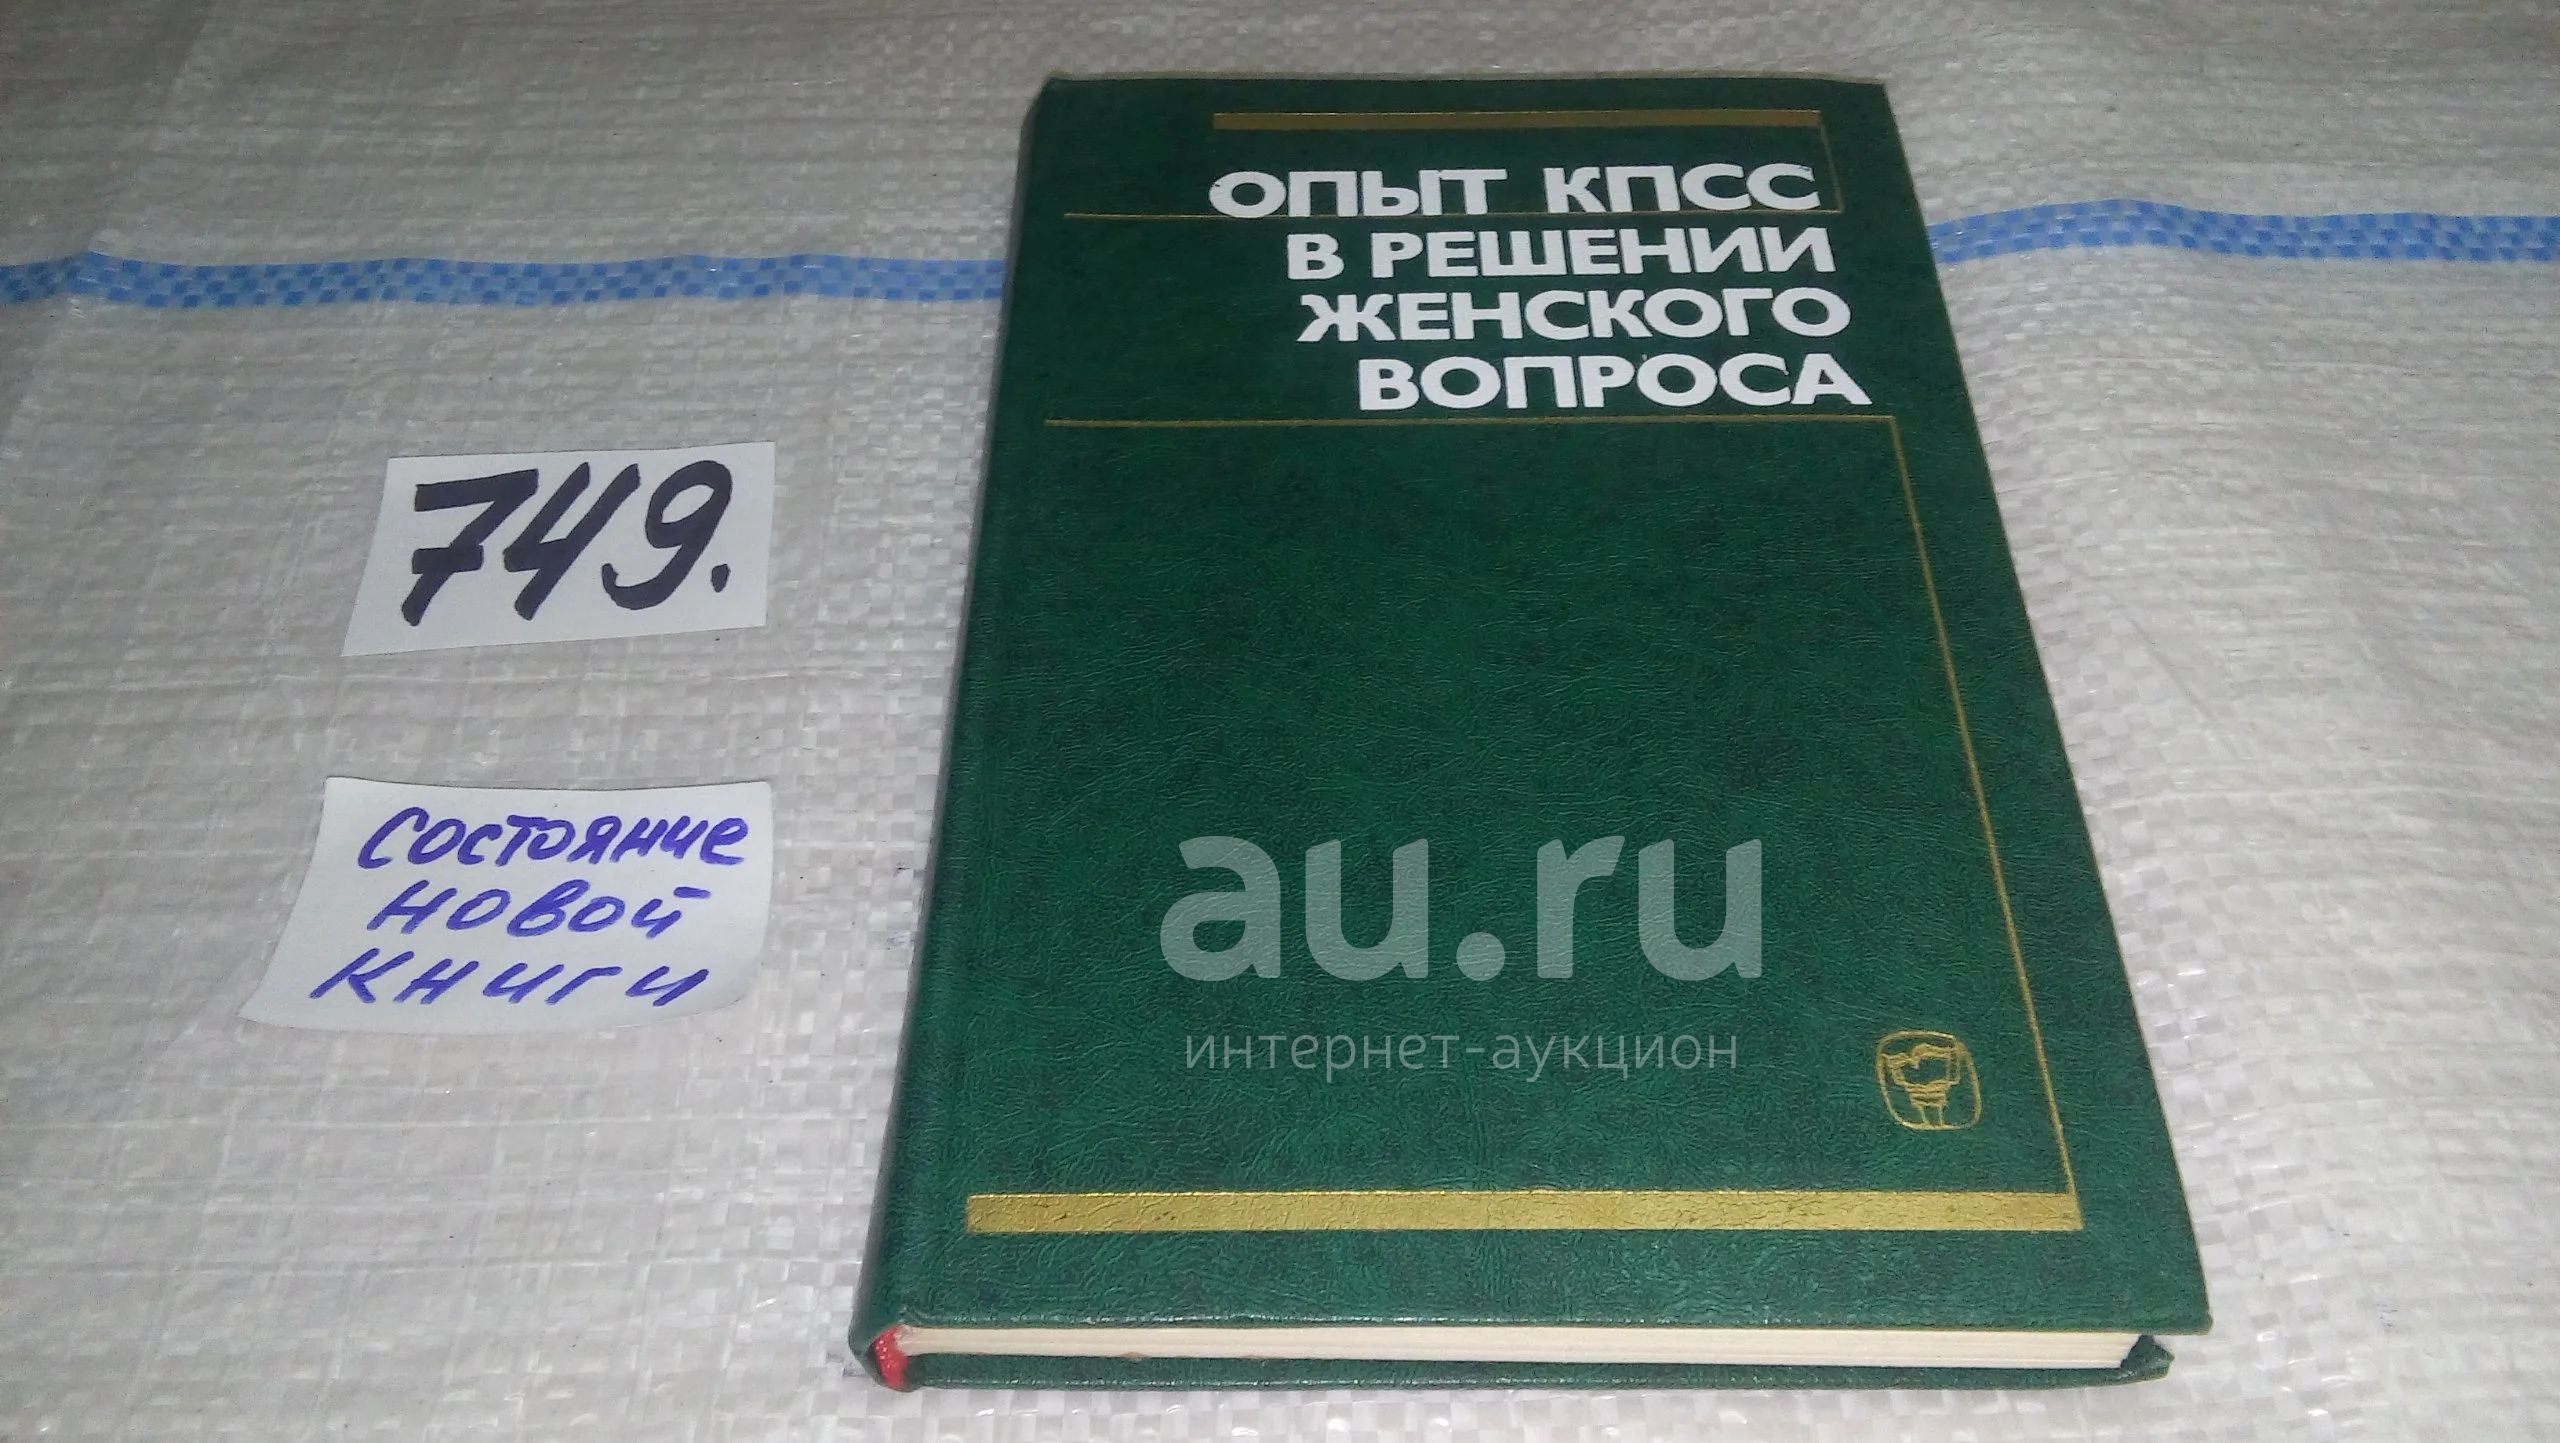 ОПЫТ КПСС
В РЕШЕНИИ
ЖЕНСКОГО
ВОПРОСА
749.
Состояние
новой
книги
au.ru
интернет-аукцион